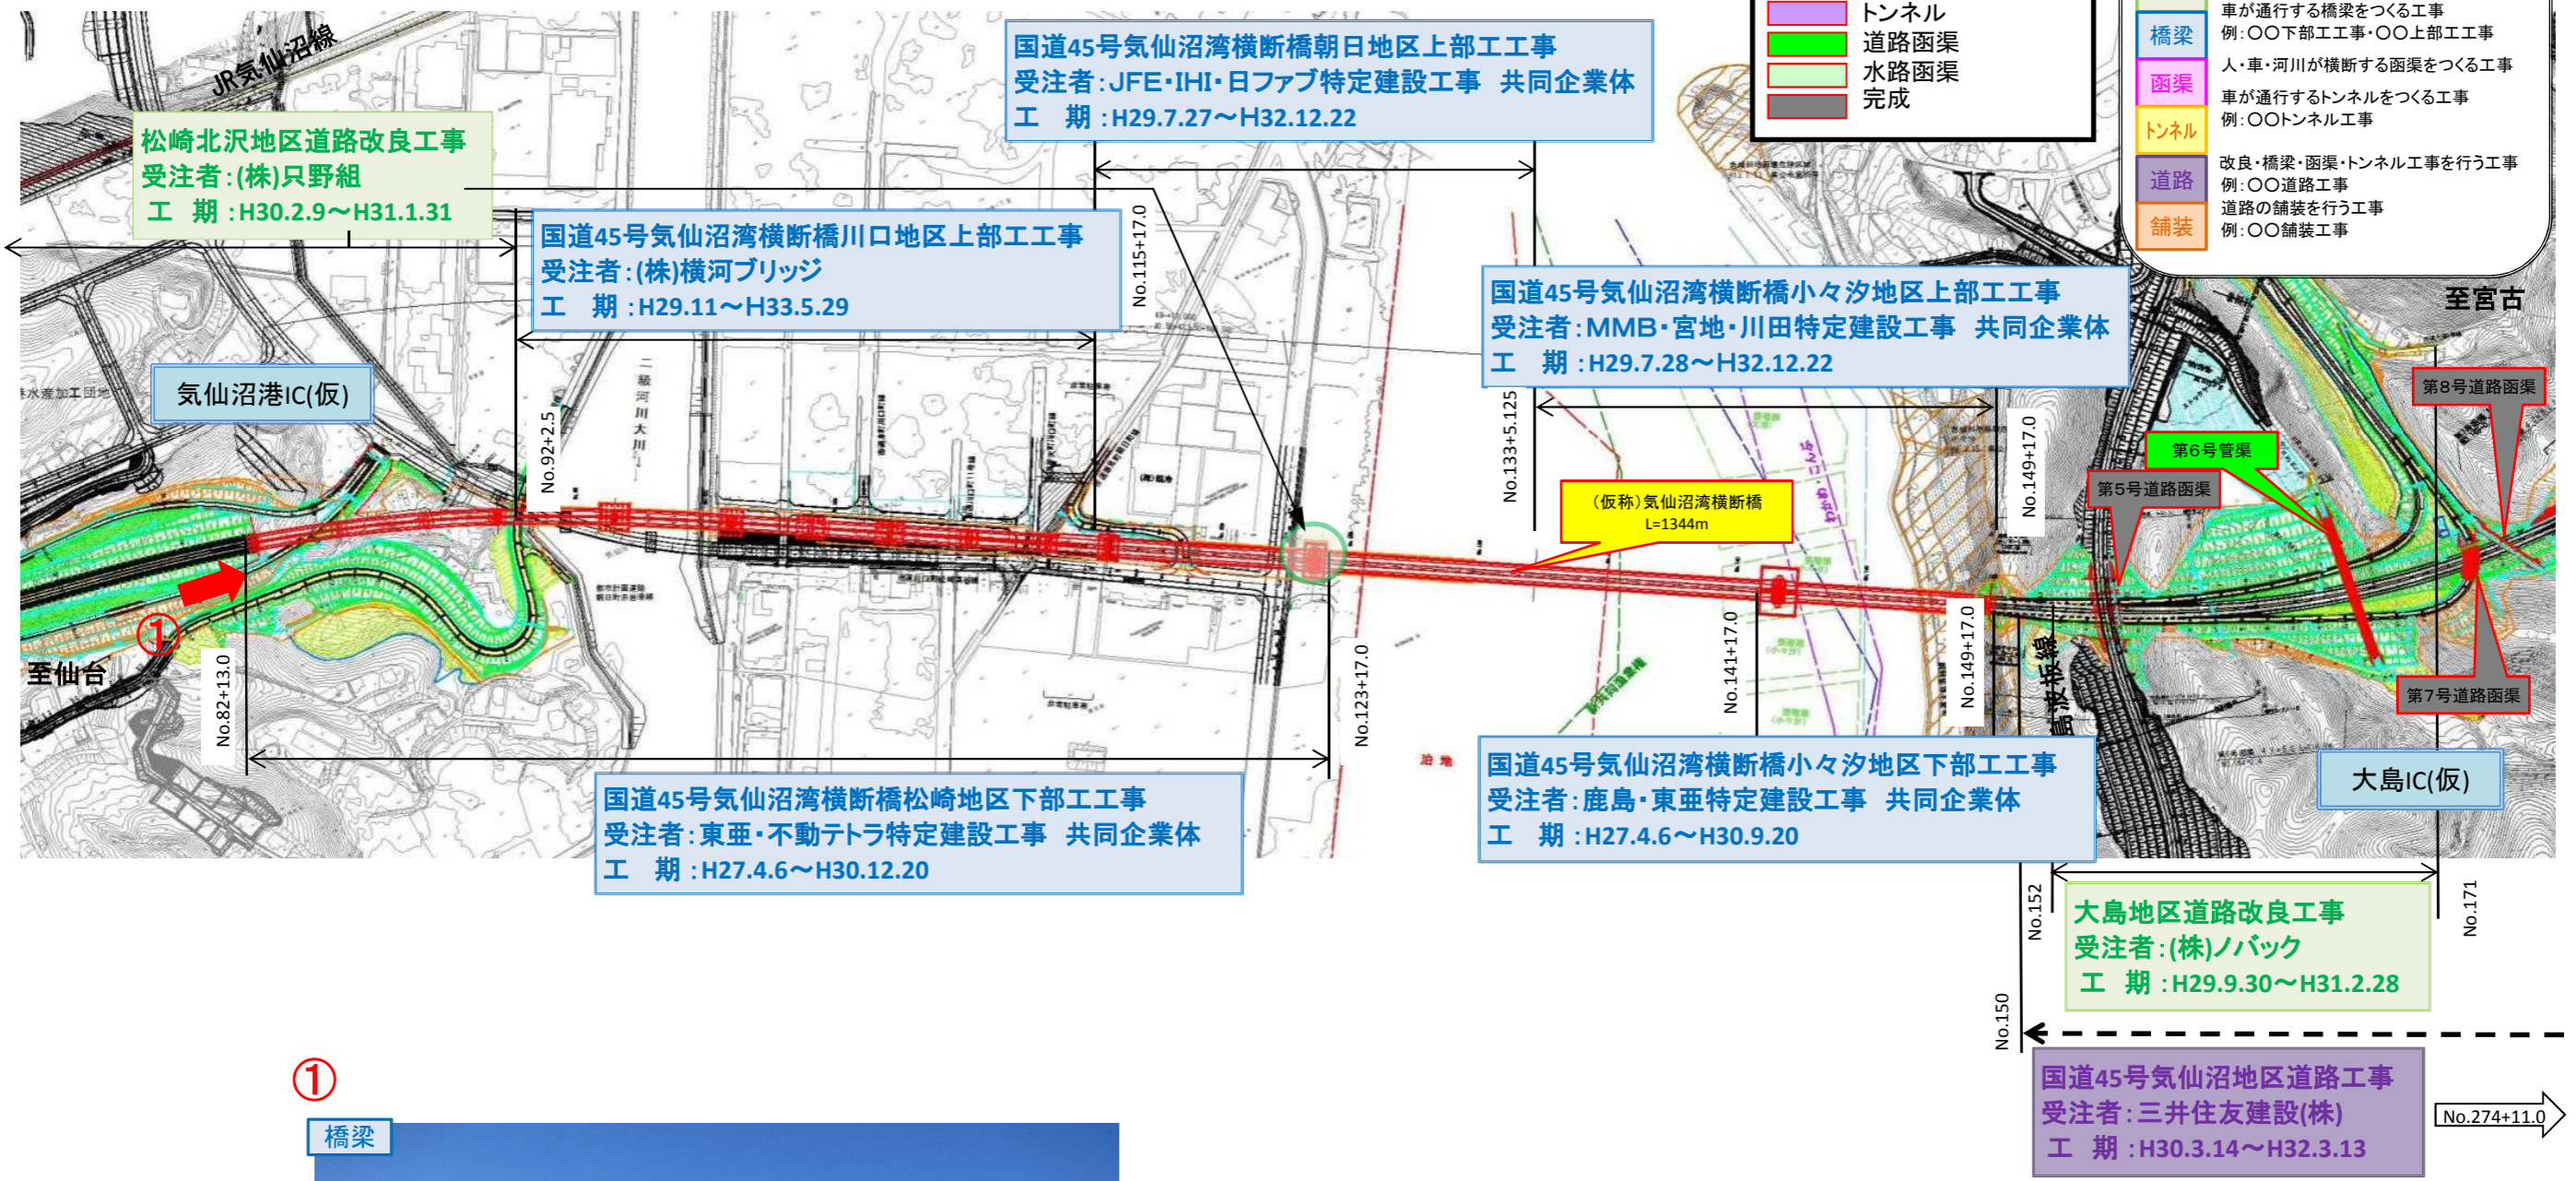 トンネル
道路函渠
水路函渠
完成
車が通行する橋梁をつくる工事
橋梁
例:〇〇下部工工事・〇〇上部工工事
函渠
人・車・河川が横断する函渠をつくる工事
トンネル
車が通行するトンネルをつくる工事
例:〇〇トンネル工事
道路
改良・橋梁・函渠・トンネル工事を行う工事
例:〇〇道路工事
舗装
道路の舗装を行う工事
例:〇〇舗装工事
JR気仙沼線
国道45号気仙沼湾横断橋朝日地区上部工工事
受注者:JFE・IHI・日ファブ特定建設工事 共同企業体
工 期:H29.7.27～H32.12.22
松崎北沢地区道路改良工事
受注者:(株)只野組
工 期:H30.2.9～H31.1.31
国道45号気仙沼湾横断橋川口地区上部工工事
受注者:(株)横河ブリッジ
工 期:H29.11～H33.5.29
No.115+17.0
国道45号気仙沼湾横断橋小々汐地区上部工工事
受注者:MMB・宮地・川田特定建設工事 共同企業体
工 期:H29.7.28～H32.12.22
至宮古
水産加工団地
気仙沼港IC(仮)
二級河川大川
No.92+2.5
No.133+5.125
No.149+17.0
第8号道路函渠
第6号管渠
第5号道路函渠
(仮称)気仙沼湾横断橋
L=1344m
わかめ・こんぶ
①
至仙台
No.82+13.0
No.123+17.0
No.141+17.0
No.149+17.0
島波板線
第7号道路函渠
泊地
大島IC(仮)
国道45号気仙沼湾横断橋松崎地区下部工工事
受注者:東亜・不動テトラ特定建設工事 共同企業体
工 期:H27.4.6～H30.12.20
国道45号気仙沼湾横断橋小々汐地区下部工工事
受注者:鹿島・東亜特定建設工事 共同企業体
工 期:H27.4.6～H30.9.20
No.152
No.171
大島地区道路改良工事
受注者:(株)ノバック
工 期:H29.9.30～H31.2.28
No.150
国道45号気仙沼地区道路工事
受注者:三井住友建設(株)
工 期:H30.3.14～H32.3.13
No.274+11.0
①
橋梁